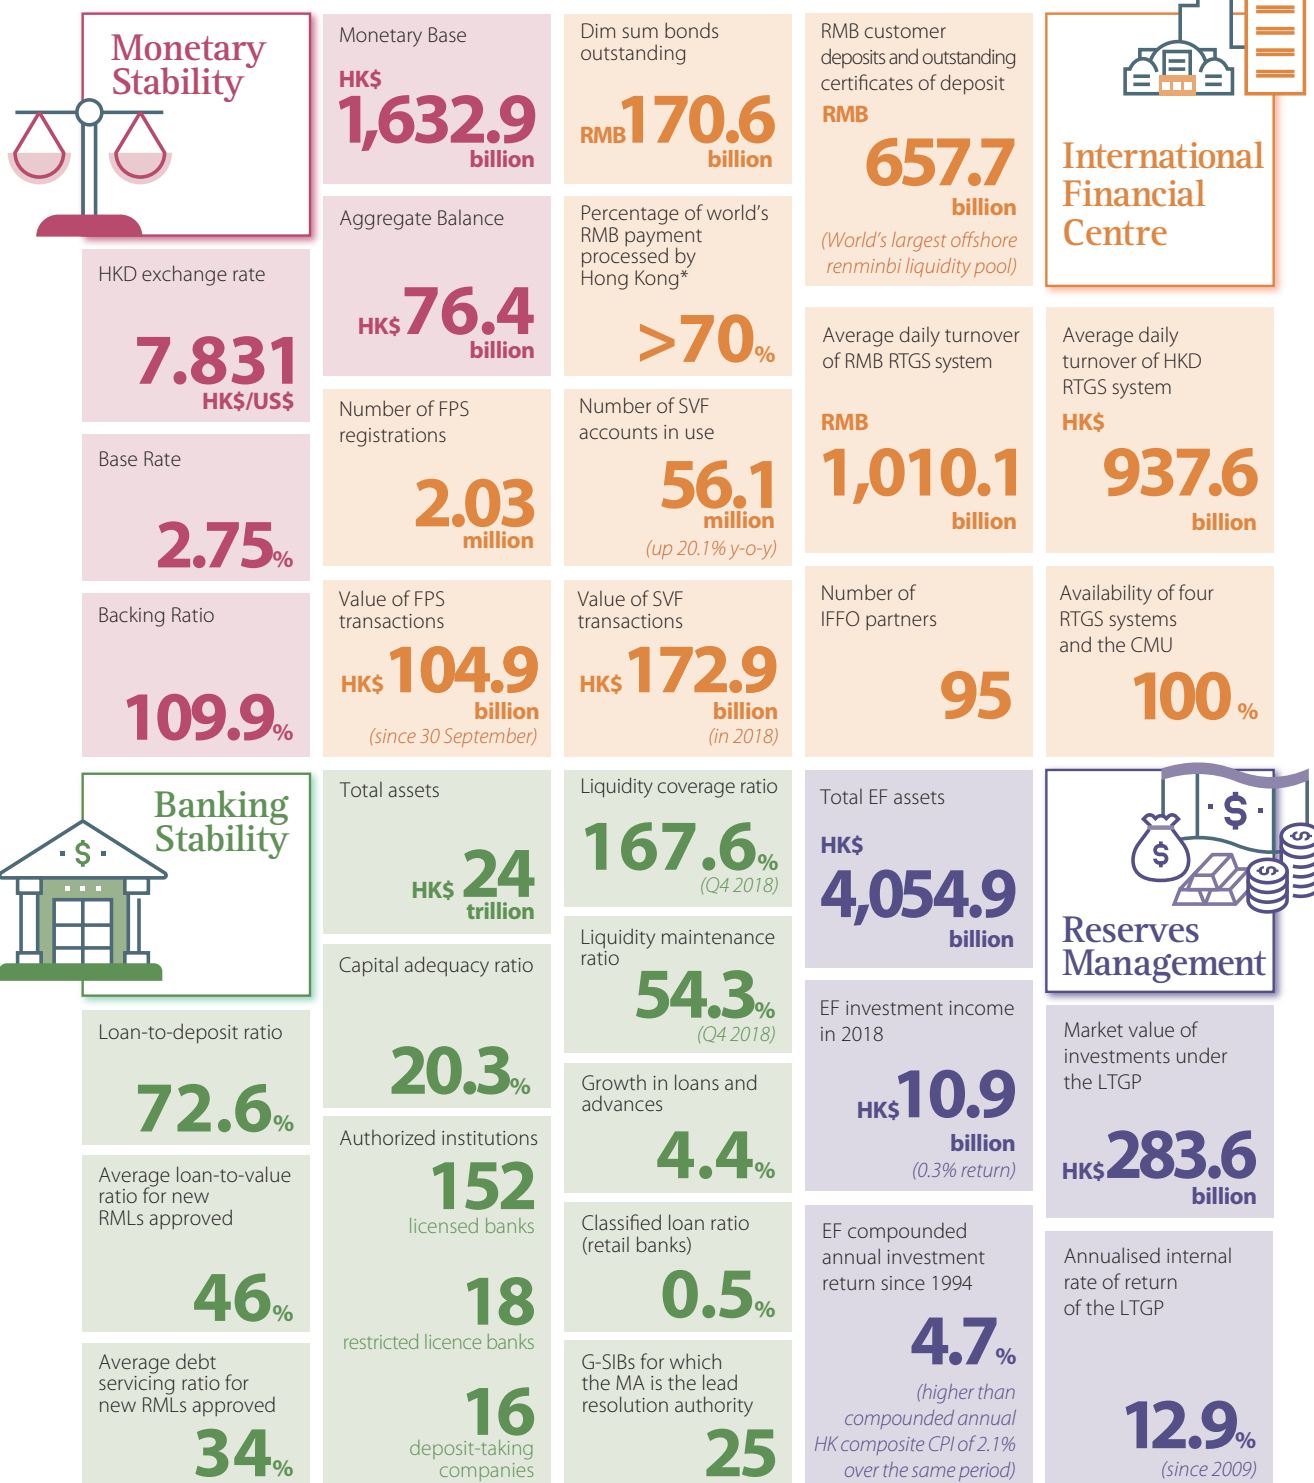 Monetary
Stability
HKD exchange rate
7.831
HK$/US$
Base Rate
2.75%
Backing Ratio
109.9%
Monetary Base
HK$
1,632.9
billion
Aggregate Balance
HK$ 76.4
billion
Number of FPS
registrations
2.03
million
Value of FPS
transactions
HK$ 104.9
billion
(since 30 September)
Dim sum bonds
outstanding
RMB 170.6
billion
Percentage of world's
RMB payment
processed by
Hong Kong*
>70%
Number of SVF
accounts in use
56.1
million
(up 20.1% y-o-y)
Value of SVF
transactions
HK$ 172.9
billion
(in 2018)
RMB customer
deposits and outstanding
certificates of deposit
RMB
657.7
billion
(World's largest offshore
renminbi liquidity pool)
Average daily turnover
of RMB RTGS system
RMB
1,010.1
billion
Number of
IFFO partners
95
International
Financial
Centre
Average daily
turnover of HKD
RTGS system
HK$
937.6
billion
Availability of four
RTGS systems
and the CMU
100 %
Banking
Stability
$
Loan-to-deposit ratio
72.6%
Average loan-to-value
ratio for new
RMLs approved
46%
Average debt
servicing ratio for
new RMLs approved
34%
Total assets
HK$ 24
trillion
Capital adequacy ratio
20.3%
Authorized institutions
152
licensed banks
18
restricted licence banks
16
deposit-taking
companies
Liquidity coverage ratio
167.6%
(Q4 2018)
Liquidity maintenance
ratio
54.3%
(Q4 2018)
Growth in loans and
advances
4.4%
Classified loan ratio
(retail banks)
0.5%
G-SIBs for which
the MA is the lead
resolution authority
25
Total EF assets
HK$
4,054.9
billion
EF investment income
in 2018
HK$ 10.9
billion
(0.3% return)
EF compounded
annual investment
return since 1994
4.7%
(higher than
compounded annual
HK composite CPI of 2.1%
over the same period)
$
$
$
$
Reserves
Management
Market value of
investments under
the LTGP
HK$ 283.6
billion
Annualised internal
rate of return
of the LTGP
12.9%
(since 2009)